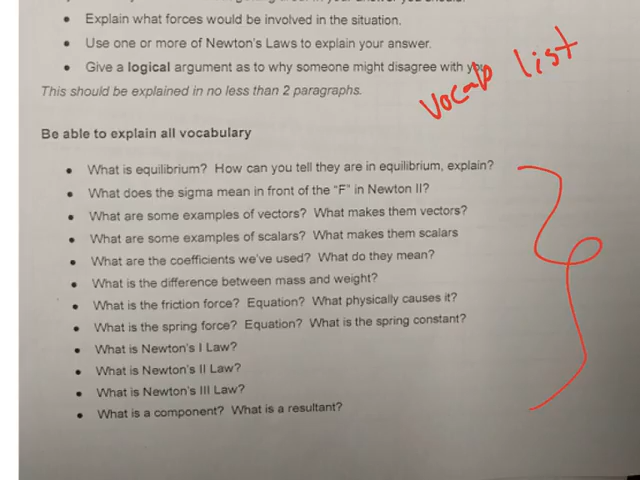 • Explain what forces would be involved in the situation.
• Use one or more of Newton's Laws to explain your answer.
• Give a logical argument as to why someone might disagree with you.
This should be explained in no less than 2 paragraphs.
vocab list
Be able to explain all vocabulary
• What is equilibrium? How can you tell they are in equilibrium, explain?
• What does the sigma mean in front of the "F" in Newton II?
• What are some examples of vectors? What makes them vectors?
• What are some examples of scalars? What makes them scalars
• What are the coefficients we've used? What do they mean?
• What is the difference between mass and weight?
• What is the friction force? Equation? What physically causes it?
• What is the spring force? Equation? What is the spring constant?
• What is Newton's I Law?
• What is Newton's II Law?
• What is Newton's III Law?
• What is a component? What is a resultant?